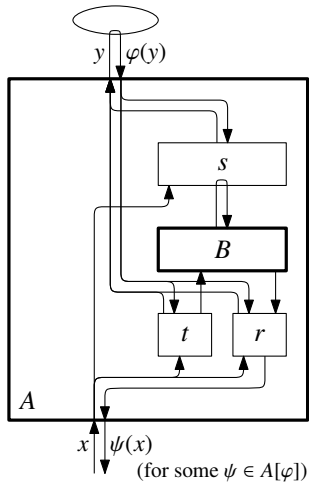 y φ(y)
s
B
t r
A
x ψ(x)
(for some ψ ∈ A[φ])